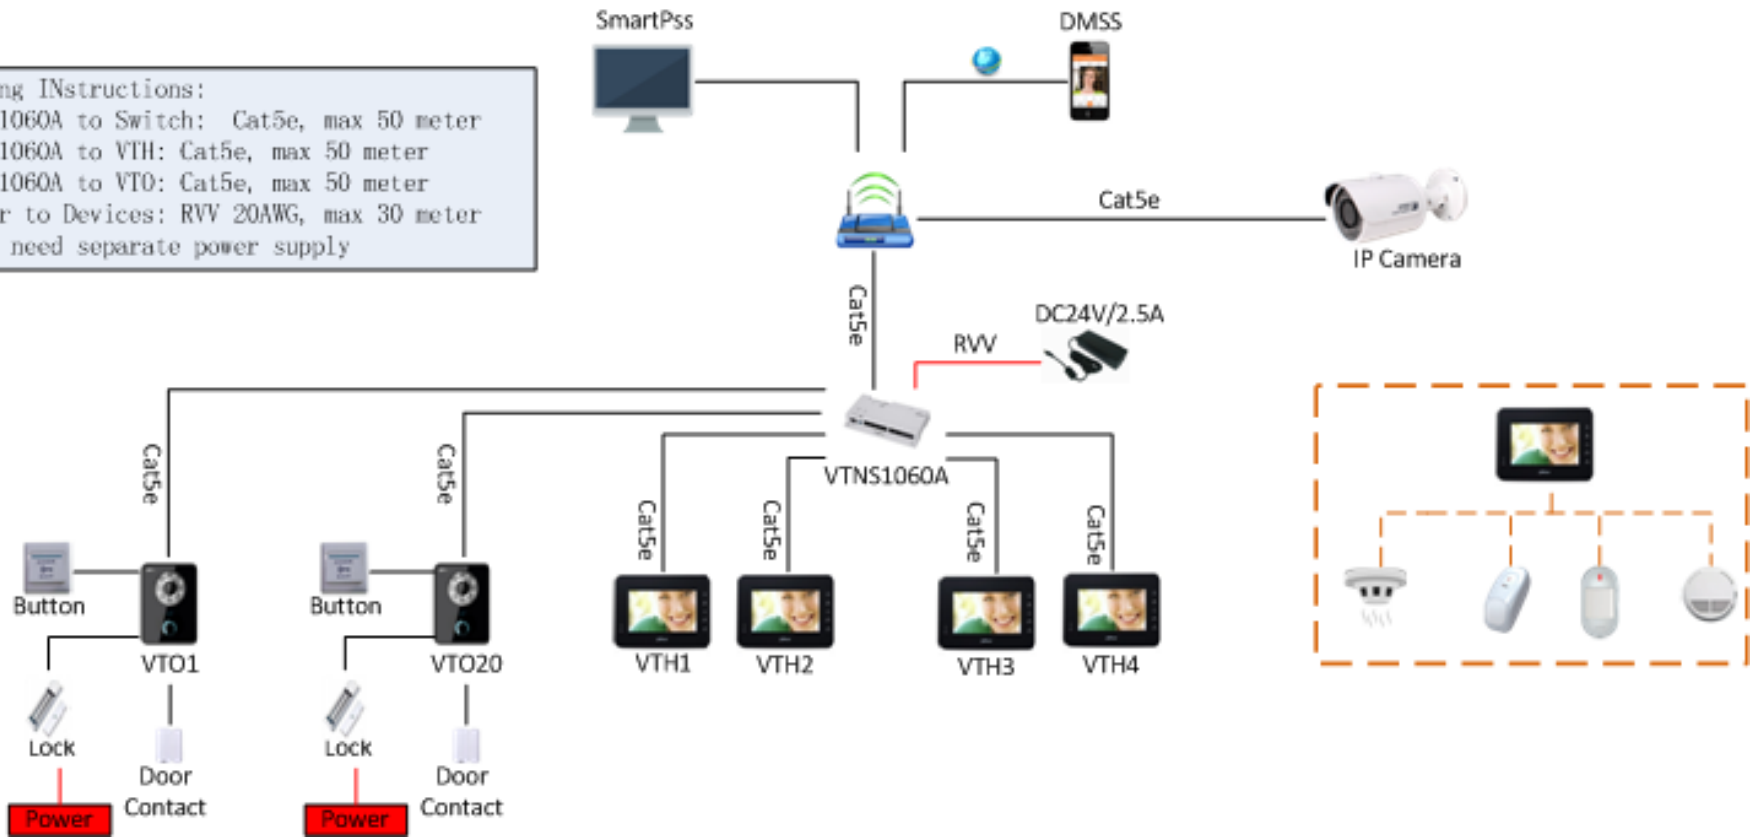 SmartPss
DMSS
ng INstructions:
1060A to Switch: Cat5e, max 50 meter
1060A to VTH: Cat5e, max 50 meter
1060A to VTO: Cat5e, max 50 meter
r to Devices: RVV 20AWG, max 30 meter
need separate power supply
Cat5e
IP Camera
Cat5e
DC24V/2.5A
RVV
VTNS1060A
Cat5e
Cat5e
Cat5e
Cat5e
Cat5e
Cat5e
Button
Button
VTO1
VTO20
VTH1
VTH2
VTH3
VTH4
Lock
Lock
Door
Contact
Door
Contact
Power
Power